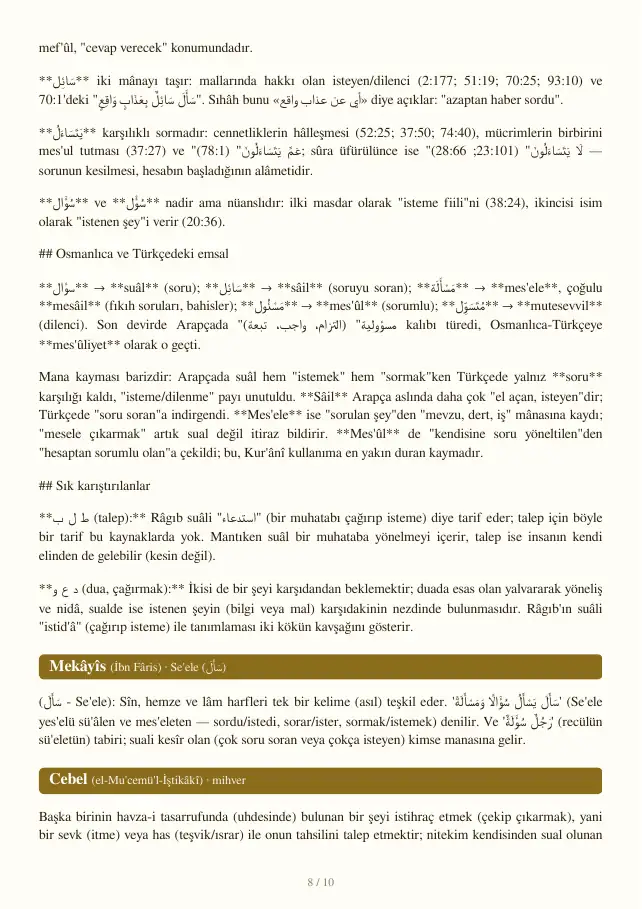 mef'ûl, "cevap verecek" konumundadır.
**سَائِل** iki mânayı taşır: mallarında hakkı olan isteyen/dilenci (2:177; 51:19; 70:25; 93:10) ve
70:1'deki "سَأَلَ سَائِلٌ بِعَذَابٍ وَاقِعٍ". Sıhâh bunu «أي عن عذاب واقع» diye açıklar: "azaptan haber sordu".
**يَتَسَاءَلُ** karşılıklı sormadır: cennetliklerin hâlleşmesi (52:25; 37:50; 74:40), mücrimlerin birbirini
mes'ul tutması (37:27) ve "عَمَّ يَتَسَاءَلُونَ" (78:1); sûra üfürülünce ise "لَا يَتَسَاءَلُونَ" (23:101; 28:66) —
sorunun kesilmesi, hesabın başladığının alâmetidir.
**سُؤَال** ve **سُؤْل** nadir ama nüanslıdır: ilki masdar olarak "isteme fiili"ni (38:24), ikincisi isim
olarak "istenen şey"i verir (20:36).
## Osmanlıca ve Türkçedeki emsal
**سؤال** → **suâl** (soru); **سَائِل** → **sâil** (soruyu soran); **مَسْأَلَة** → **mes'ele**, çoğulu
**mesâil** (fıkıh soruları, bahisler); **مَسْئُول** → **mes'ûl** (sorumlu); **مُتَسَوِّل** → **mutesevvil**
(dilenci). Son devirde Arapçada "مسؤولية" (التزام، واجب، تبعة) kalıbı türedi, Osmanlıca-Türkçeye
**mes'ûliyet** olarak o geçti.
Mana kayması barizdir: Arapçada suâl hem "istemek" hem "sormak"ken Türkçede yalnız **soru**
karşılığı kaldı, "isteme/dilenme" payı unutuldu. **Sâil** Arapça aslında daha çok "el açan, isteyen"dir;
Türkçede "soru soran"a indirgendi. **Mes'ele** ise "sorulan şey"den "mevzu, dert, iş" mânasına kaydı;
"mesele çıkarmak" artık sual değil itiraz bildirir. **Mes'ûl** de "kendisine soru yöneltilen"den
"hesaptan sorumlu olan"a çekildi; bu, Kur'ânî kullanıma en yakın duran kaymadır.
## Sık karıştırılanlar
**ط ل ب (talep):** Râgıb suâli "استدعاء" (bir muhatabı çağırıp isteme) diye tarif eder; talep için böyle
bir tarif bu kaynaklarda yok. Mantıken suâl bir muhataba yönelmeyi içerir, talep ise insanın kendi
elinden de gelebilir (kesin değil).
**د ع و (dua, çağırmak):** İkisi de bir şeyi karşıdandan beklemektir; duada esas olan yalvararak yöneliş
ve nidâ, sualde ise istenen şeyin (bilgi veya mal) karşıdakinin nezdinde bulunmasıdır. Râgıb'ın suâli
"istid'â" (çağırıp isteme) ile tanımlaması iki kökün kavşağını gösterir.
Mekâyîs (İbn Fâris) · Se'ele (سَأَلَ)
(سَأَلَ - Se'ele): Sîn, hemze ve lâm harfleri tek bir kelime (asıl) teşkil eder. 'سَأَلَ يَسْأَلُ سُؤَالًا وَمَسْأَلَةً' (Se'ele
yes'elü sü'âlen ve mes'eleten — sordu/istedi, sorar/ister, sormak/istemek) denilir. Ve 'رَجُلٌ سُؤَلَةٌ' (recülün
sü'eletün) tabiri; suali kesîr olan (çok soru soran veya çokça isteyen) kimse manasına gelir.
Cebel (el-Mu'cemü'l-İştikâkî) · mihver
Başka birinin havza-i tasarrufunda (uhdesinde) bulunan bir şeyi istihraç etmek (çekip çıkarmak), yani
bir sevk (itme) veya has (teşvik/ısrar) ile onun tahsilini talep etmektir; nitekim kendisinden sual olunan
8 / 10